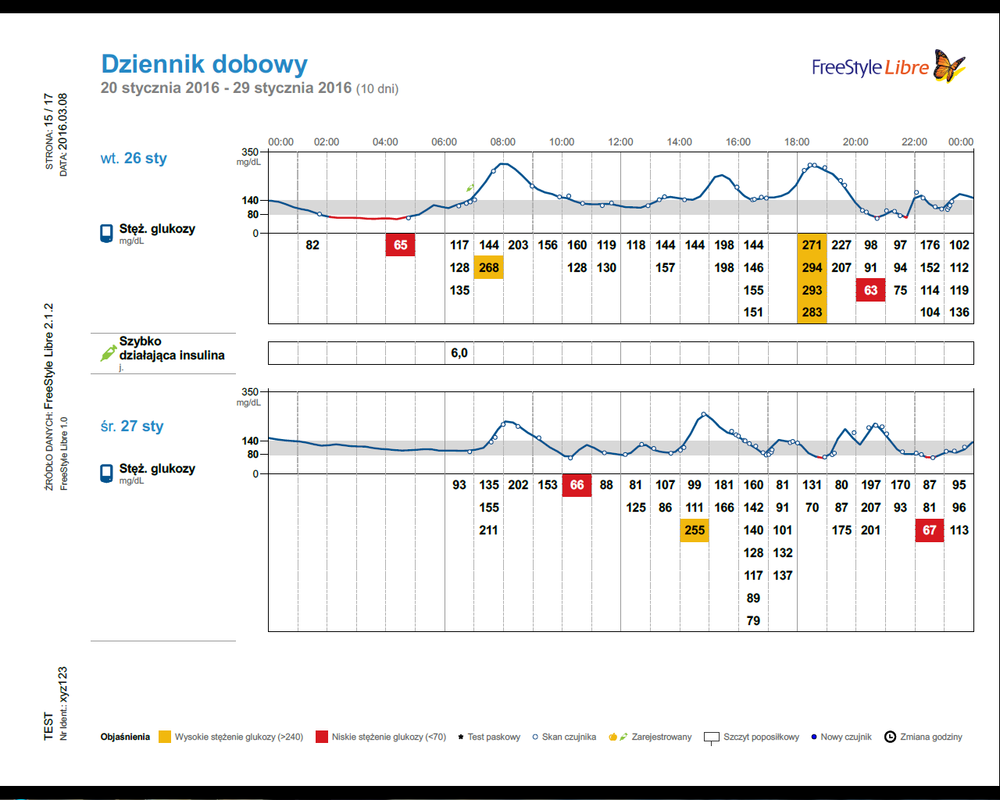 Dziennik dobowy
20 stycznia 2016 - 29 stycznia 2016 (10 dni)
FreeStyle Libre
STRONA: 15 / 17
DATA: 2016.03.08
00:00 02:00 04:00 06:00 08:00 10:00 12:00 14:00 16:00 18:00 20:00 22:00 00:00
wt. 26 sty
350
mg/dL
140
80
0
Stęż. glukozy
mg/dL
82 65 117 144 203 156 160 119 118 144 144 198 144 271 227 98 97 176 102
128 268 128 130 157 198 146 294 207 91 94 152 112
135 155 293 63 75 114 119
151 283 104 136
Szybko
działająca insulina
j.
6,0
ŹRÓDŁO DANYCH: FreeStyle Libre 2.1.2
FreeStyle Libre 1.0
śr. 27 sty
350
mg/dL
140
80
0
Stęż. glukozy
mg/dL
93 135 202 153 66 88 81 107 99 181 160 81 131 80 197 170 87 95
155 125 86 111 166 142 91 70 87 207 93 81 96
211 255 140 101 175 201 67 113
128 132
117 137
89
79
TEST
Nr Ident.: xyz123
Objaśnienia Wysokie stężenie glukozy (>240) Niskie stężenie glukozy (<70) * Test paskowy Skan czujnika Zarejestrowany Szczyt poposiłkowy Nowy czujnik Zmiana godziny